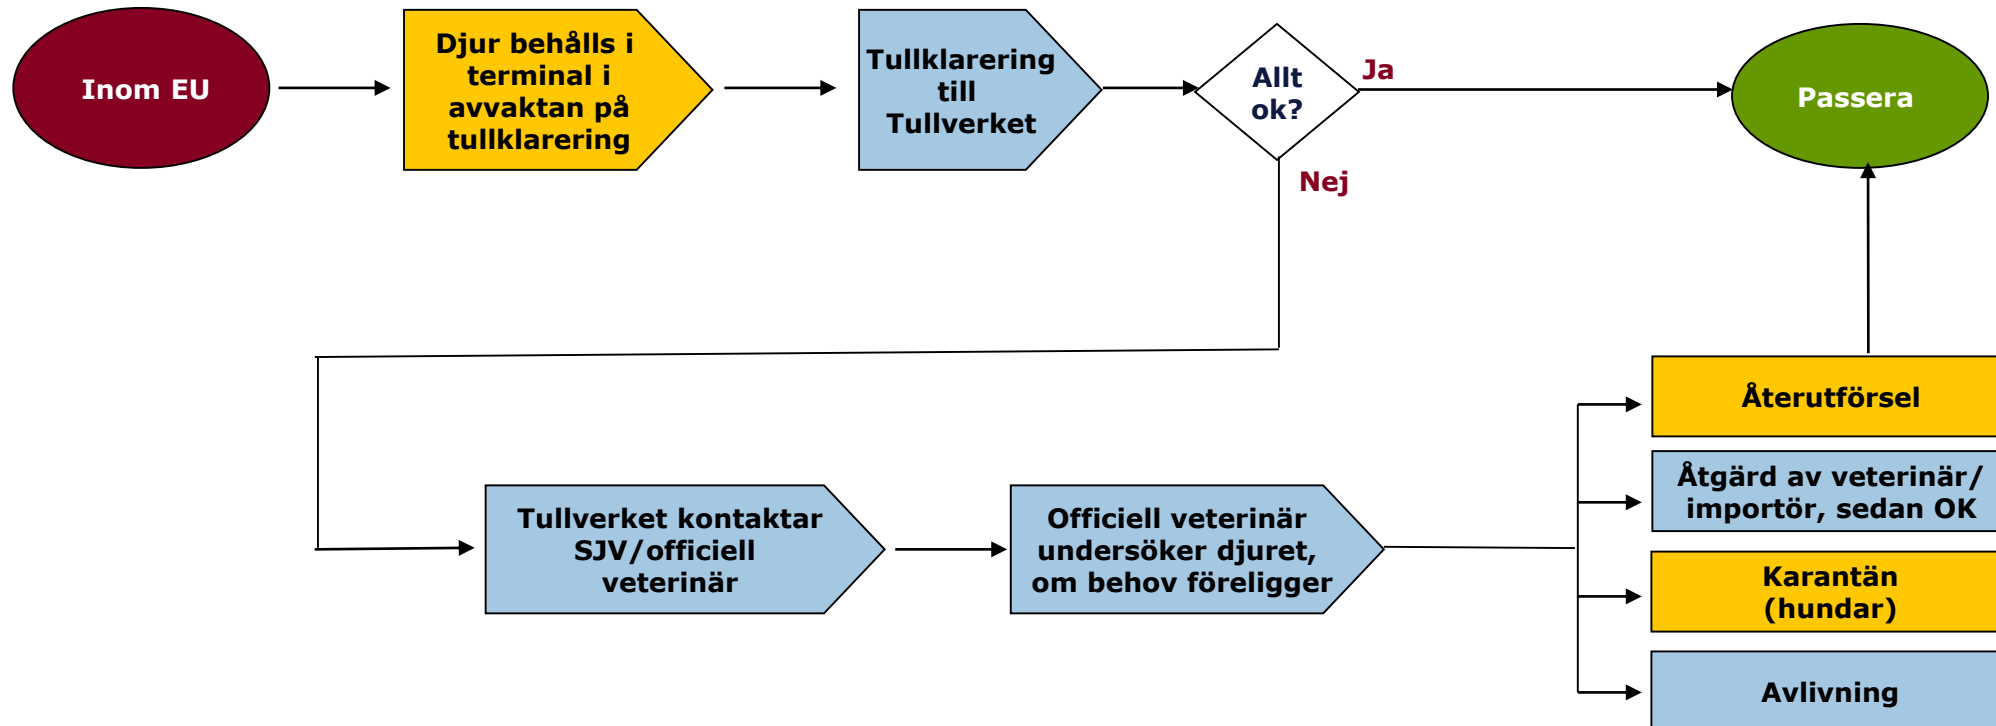 Inom EU
Djur behålls i
terminal i
avvaktan på
tullklarering
Tullklarering
till
Tullverket
Allt
ok?
Ja
Passera
Nej
Tullverket kontaktar
SJV/officiell
veterinär
Officiell veterinär
undersöker djuret,
om behov föreligger
Återutförsel
Åtgärd av veterinär/
importör, sedan OK
Karantän
(hundar)
Avlivning